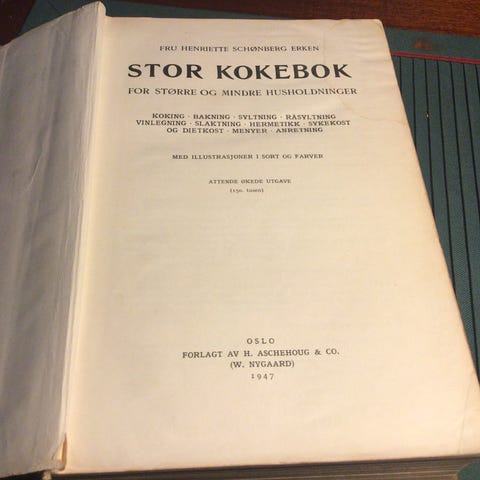 FRU HENRIETTE SCHØNBERG ERKEN
STOR KOKEBOK
FOR STØRRE OG MINDRE HUSHOLDNINGER
KOKING · BAKNING · SYLTNING · RÅSYLTNING
VINLEGNING · SLAKTNING · HERMETIKK · SYKEKOST
OG DIETKOST · MENYER · ANRETNING
MED ILLUSTRASJONER I SORT OG FARVER
ATTENDE ØKEDE UTGAVE
(150. tusen)
OSLO
FORLAGT AV H. ASCHEHOUG & CO.
(W. NYGAARD)
1947